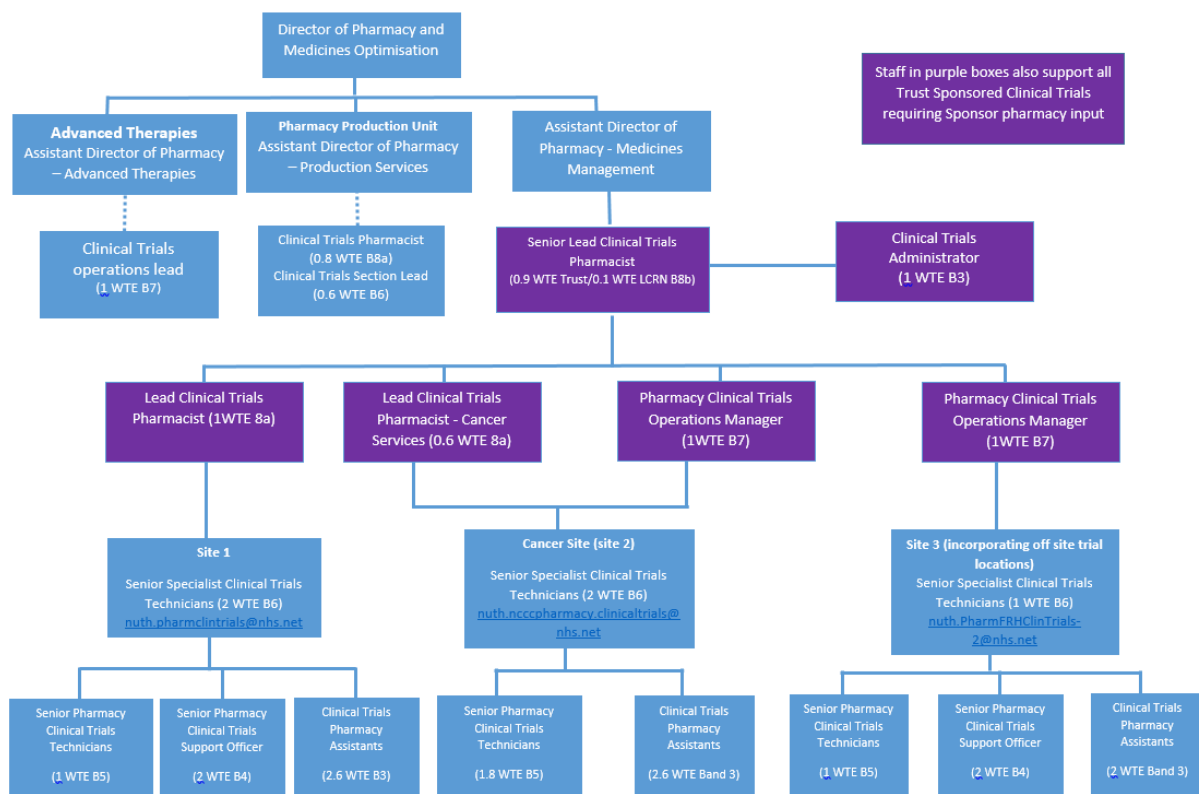 Director of Pharmacy and
Medicines Optimisation
Staff in purple boxes also support all
Trust Sponsored Clinical Trials
requiring Sponsor pharmacy input
Advanced Therapies
Assistant Director of Pharmacy
– Advanced Therapies
Pharmacy Production Unit
Assistant Director of Pharmacy
– Production Services
Assistant Director of
Pharmacy - Medicines
Management
Clinical Trials
operations lead
(1 WTE B7)
Clinical Trials Pharmacist
(0.8 WTE B8a)
Clinical Trials Section Lead
(0.6 WTE B6)
Senior Lead Clinical Trials
Pharmacist
(0.9 WTE Trust/0.1 WTE LCRN B8b)
Clinical Trials
Administrator
(1 WTE B3)
Lead Clinical Trials
Pharmacist (1WTE 8a)
Lead Clinical Trials
Pharmacist - Cancer
Services (0.6 WTE 8a)
Pharmacy Clinical Trials
Operations Manager
(1WTE B7)
Pharmacy Clinical Trials
Operations Manager
(1WTE B7)
Site 1
Senior Specialist Clinical Trials
Technicians (2 WTE B6)
nuth.pharmclintrials@nhs.net
Cancer Site (site 2)
Senior Specialist Clinical Trials
Technicians (2 WTE B6)
nuth.ncccpharmacy.clinicaltrials@
nhs.net
Site 3 (incorporating off site trial
locations)
Senior Specialist Clinical Trials
Technicians (1 WTE B6)
nuth.PharmFRHClinTrials-
2@nhs.net
Senior Pharmacy
Clinical Trials
Technicians
(1 WTE B5)
Senior Pharmacy
Clinical Trials
Support Officer
(2 WTE B4)
Clinical Trials
Pharmacy
Assistants
(2.6 WTE B3)
Senior Pharmacy
Clinical Trials
Technicians
(1.8 WTE B5)
Clinical Trials
Pharmacy
Assistants
(2.6 WTE Band 3)
Senior Pharmacy
Clinical Trials
Technicians
(1 WTE B5)
Senior Pharmacy
Clinical Trials
Support Officer
(2 WTE B4)
Clinical Trials
Pharmacy
Assistants
(2 WTE Band 3)